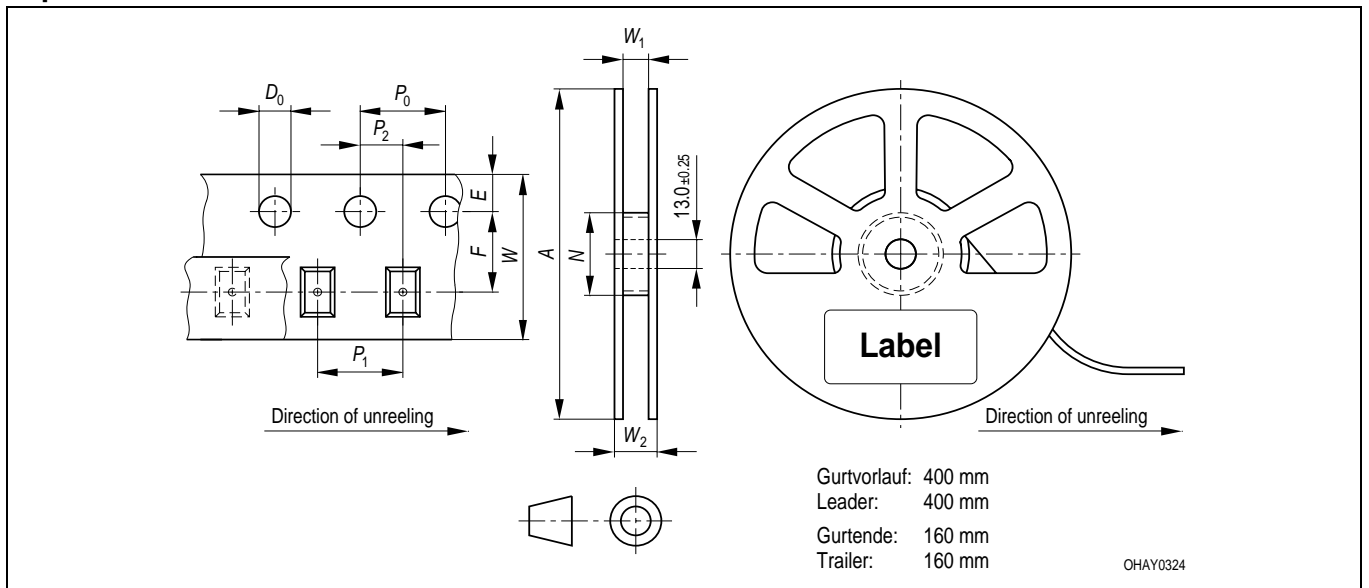 W1
D0
P0
P2
E
F
W
A
N
13.0 ±0.25
Label
P1
Direction of unreeling
Direction of unreeling
W2
Gurtvorlauf: 400 mm
Leader: 400 mm
Gurtende: 160 mm
Trailer: 160 mm
OHAY0324